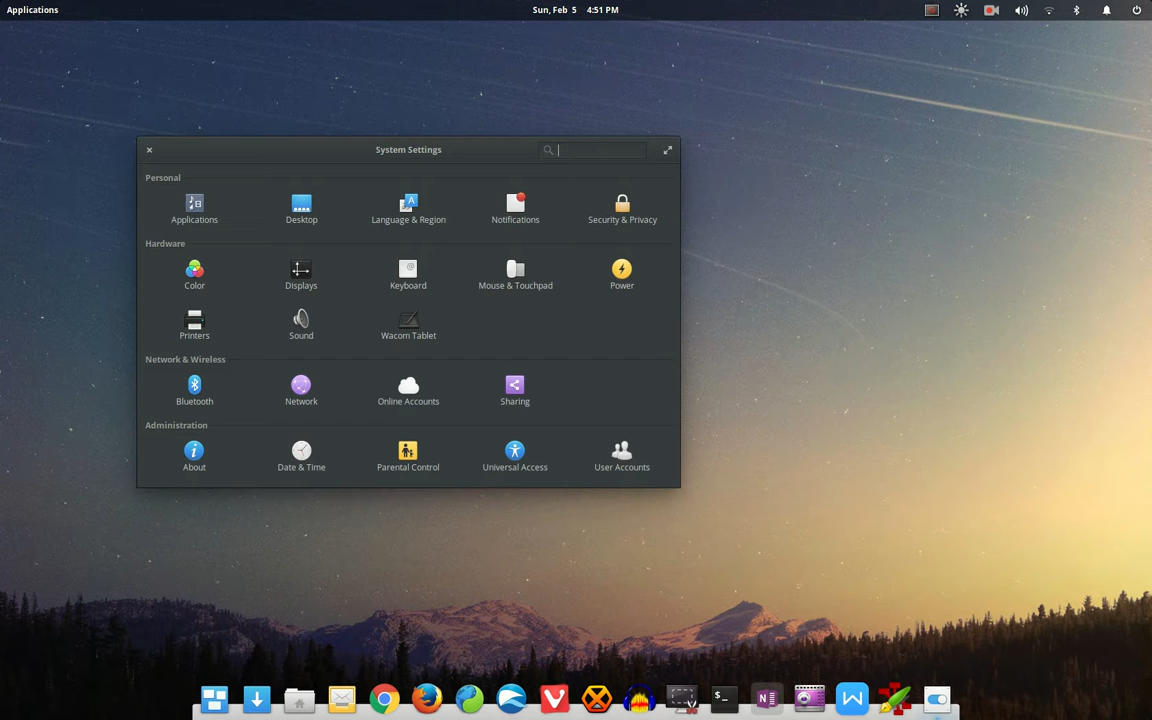 Applications
Sun, Feb 5 4:51 PM
System Settings
Personal
Applications
Desktop
Language & Region
Notifications
Security & Privacy
Hardware
Color
Displays
Keyboard
Mouse & Touchpad
Power
Printers
Sound
Wacom Tablet
Network & Wireless
Bluetooth
Network
Online Accounts
Sharing
Administration
About
Date & Time
Parental Control
Universal Access
User Accounts